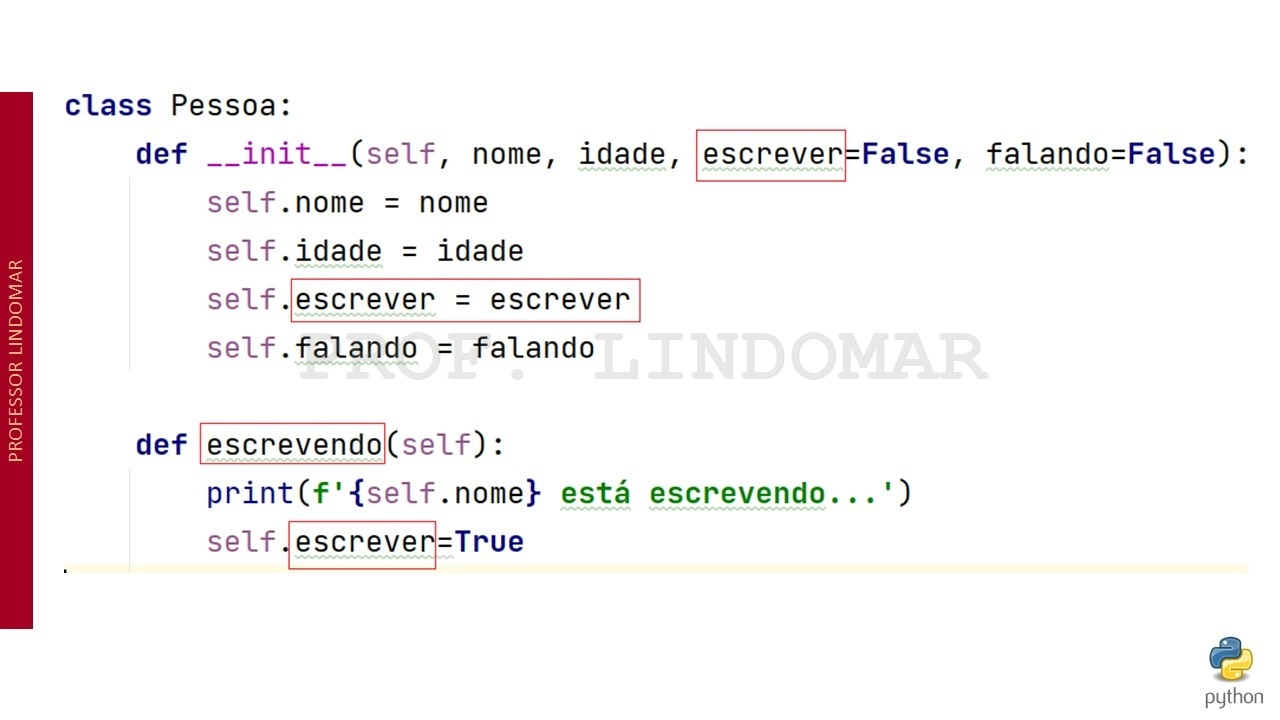 class Pessoa:
def __init__(self, nome, idade, escrever=False, falando=False):
self.nome = nome
self.idade = idade
self.escrever = escrever
self.falando = falando
PROF. LINDOMAR
def escrevendo(self):
print(f'{self.nome} está escrevendo...')
self.escrever=True
PROFESSOR LINDOMAR
python